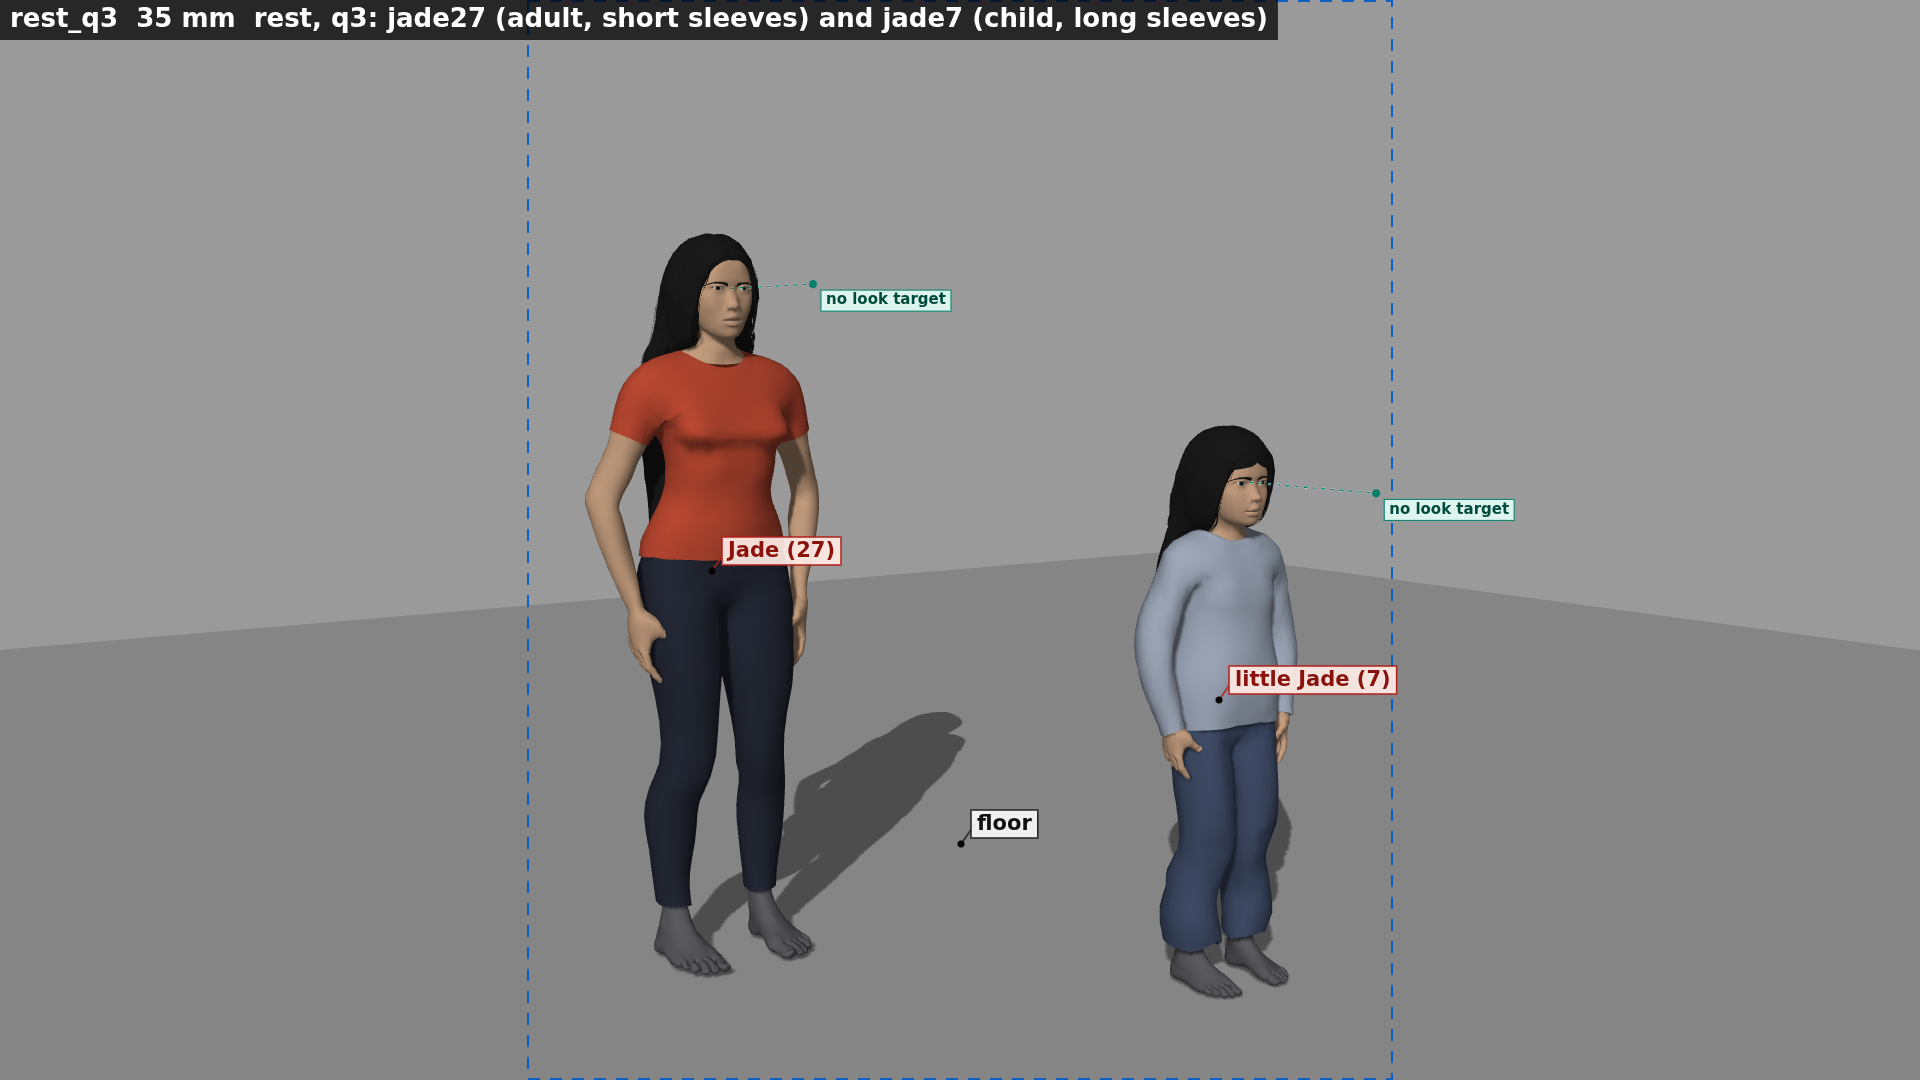 rest_q3  35 mm  rest, q3: jade27 (adult, short sleeves) and jade7 (child, long sleeves)
no look target
no look target
Jade (27)
little Jade (7)
floor